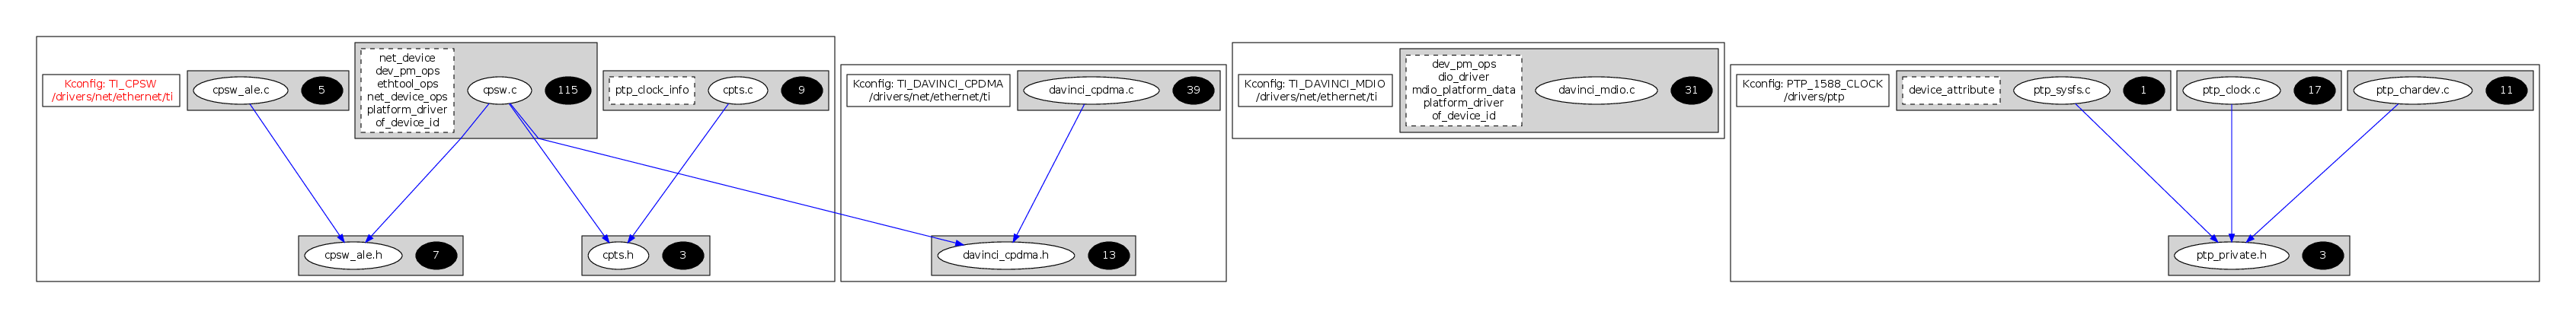 Kconfig: TI_CPSW
/drivers/net/ethernet/ti
cpsw_ale.c
5
net_device
dev_pm_ops
ethtool_ops
net_device_ops
platform_driver
of_device_id
cpsw.c
115
ptp_clock_info
cpts.c
9
cpsw_ale.h
7
cpts.h
3
Kconfig: TI_DAVINCI_CPDMA
/drivers/net/ethernet/ti
davinci_cpdma.c
39
davinci_cpdma.h
13
Kconfig: TI_DAVINCI_MDIO
/drivers/net/ethernet/ti
dev_pm_ops
dio_driver
mdio_platform_data
platform_driver
of_device_id
davinci_mdio.c
31
Kconfig: PTP_1588_CLOCK
/drivers/ptp
device_attribute
ptp_sysfs.c
1
ptp_clock.c
17
ptp_chardev.c
11
ptp_private.h
3